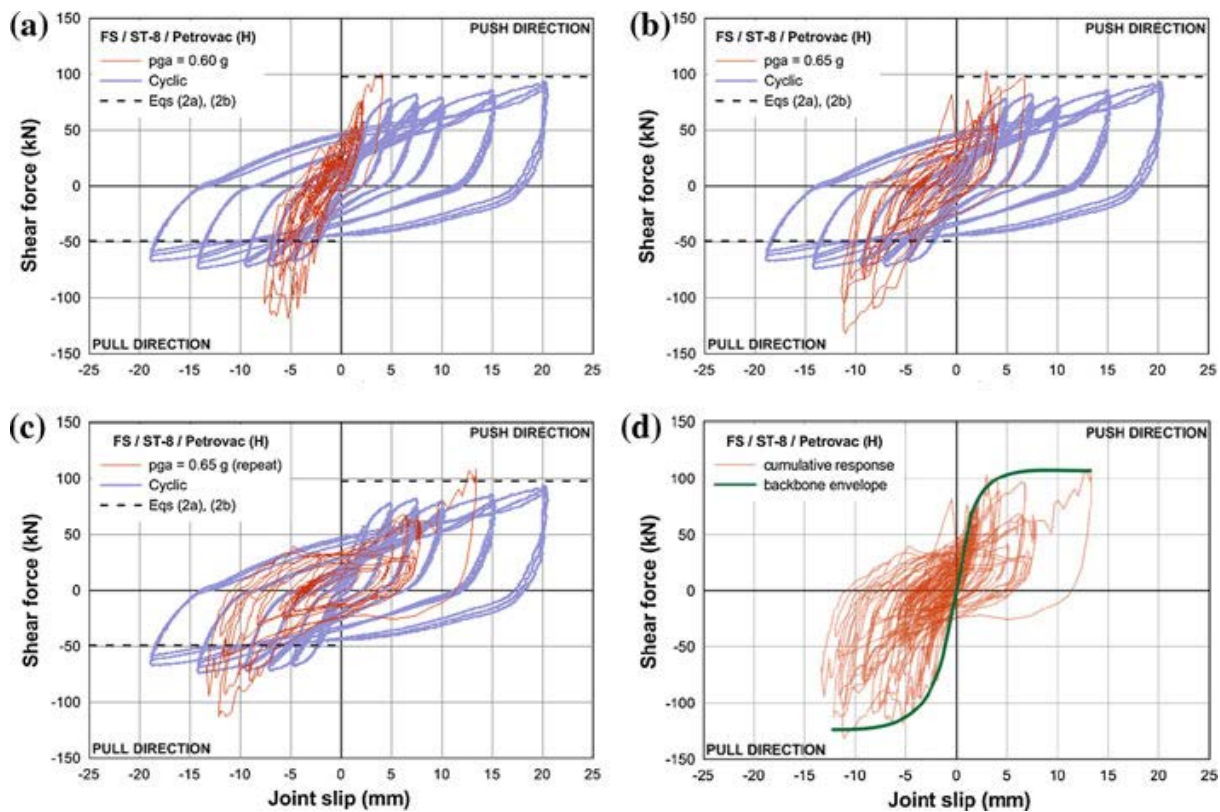 (a)
FS / ST-8 / Petrovac (H)
PUSH DIRECTION
pga = 0.60 g
Cyclic
Eqs (2a), (2b)
Shear force (kN)
150
100
50
0
-50
-100
-150
PULL DIRECTION
-25 -20 -15 -10 -5 0 5 10 15 20 25
(b)
FS / ST-8 / Petrovac (H)
PUSH DIRECTION
pga = 0.65 g
Cyclic
Eqs (2a), (2b)
Shear force (kN)
150
100
50
0
-50
-100
-150
PULL DIRECTION
-25 -20 -15 -10 -5 0 5 10 15 20 25
(c)
FS / ST-8 / Petrovac (H)
PUSH DIRECTION
pga = 0.65 g (repeat)
Cyclic
Eqs (2a), (2b)
Shear force (kN)
150
100
50
0
-50
-100
-150
PULL DIRECTION
-25 -20 -15 -10 -5 0 5 10 15 20 25
Joint slip (mm)
(d)
FS / ST-8 / Petrovac (H)
PUSH DIRECTION
cumulative response
backbone envelope
Shear force (kN)
150
100
50
0
-50
-100
-150
PULL DIRECTION
-25 -20 -15 -10 -5 0 5 10 15 20 25
Joint slip (mm)